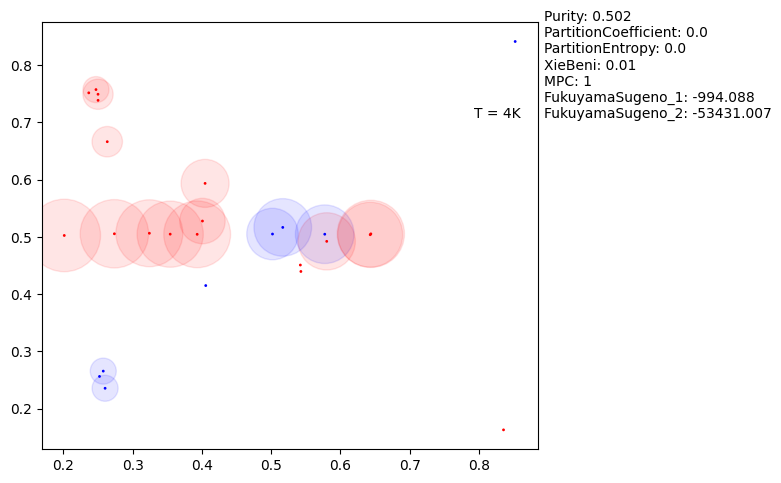 Purity: 0.502
PartitionCoefficient: 0.0
PartitionEntropy: 0.0
XieBeni: 0.01
MPC: 1
FukuyamaSugeno_1: -994.088
FukuyamaSugeno_2: -53431.007
T = 4K
0.8
0.7
0.6
0.5
0.4
0.3
0.2
0.2 0.3 0.4 0.5 0.6 0.7 0.8